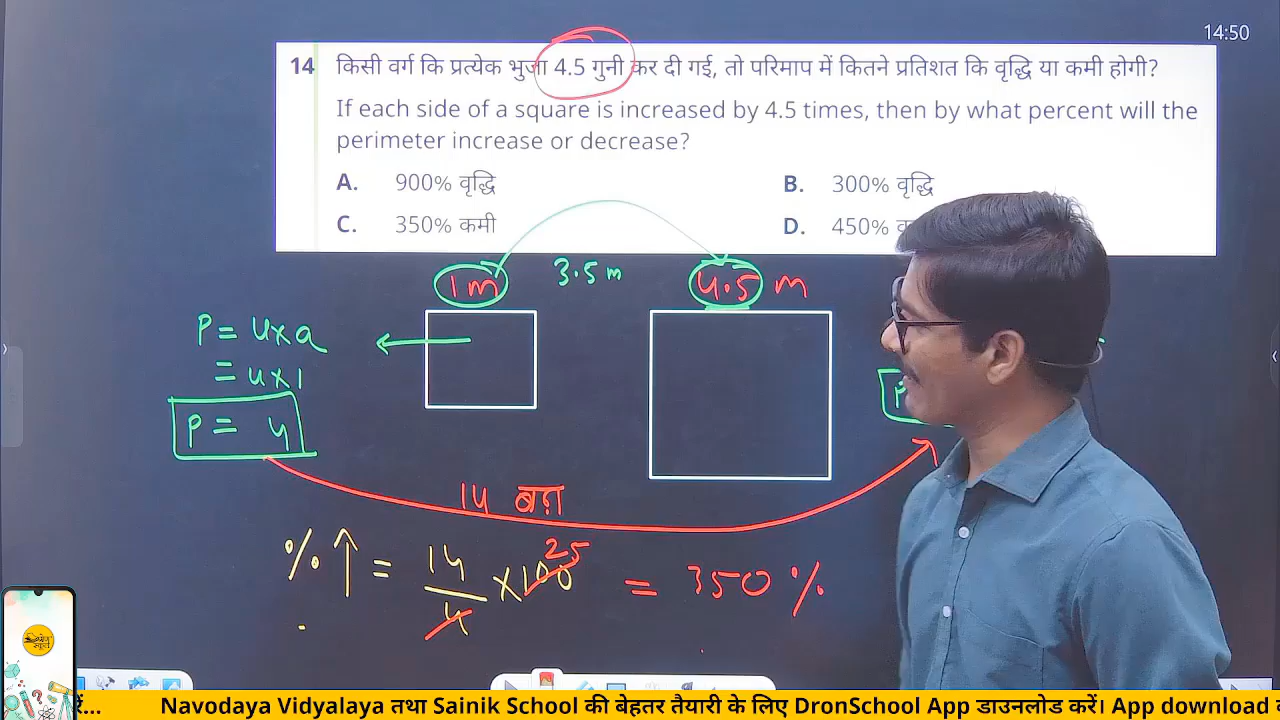 14:50
14 किसी वर्ग कि प्रत्येक भुजा 4.5 गुनी कर दी गई, तो परिमाप में कितने प्रतिशत कि वृद्धि या कमी होगी?
If each side of a square is increased by 4.5 times, then by what percent will the
perimeter increase or decrease?
A. 900% वृद्धि B. 300% वृद्धि
C. 350% कमी D. 450%
1 m 3.5 m 4.5 m
P = 4 x a
= 4 x 1
P = 4
P
14 बड़ा
25
% ↑ = 14/4 x 100 = 350 %
Navodaya Vidyalaya तथा Sainik School की बेहतर तैयारी के लिए DronSchool App डाउनलोड करें। App download